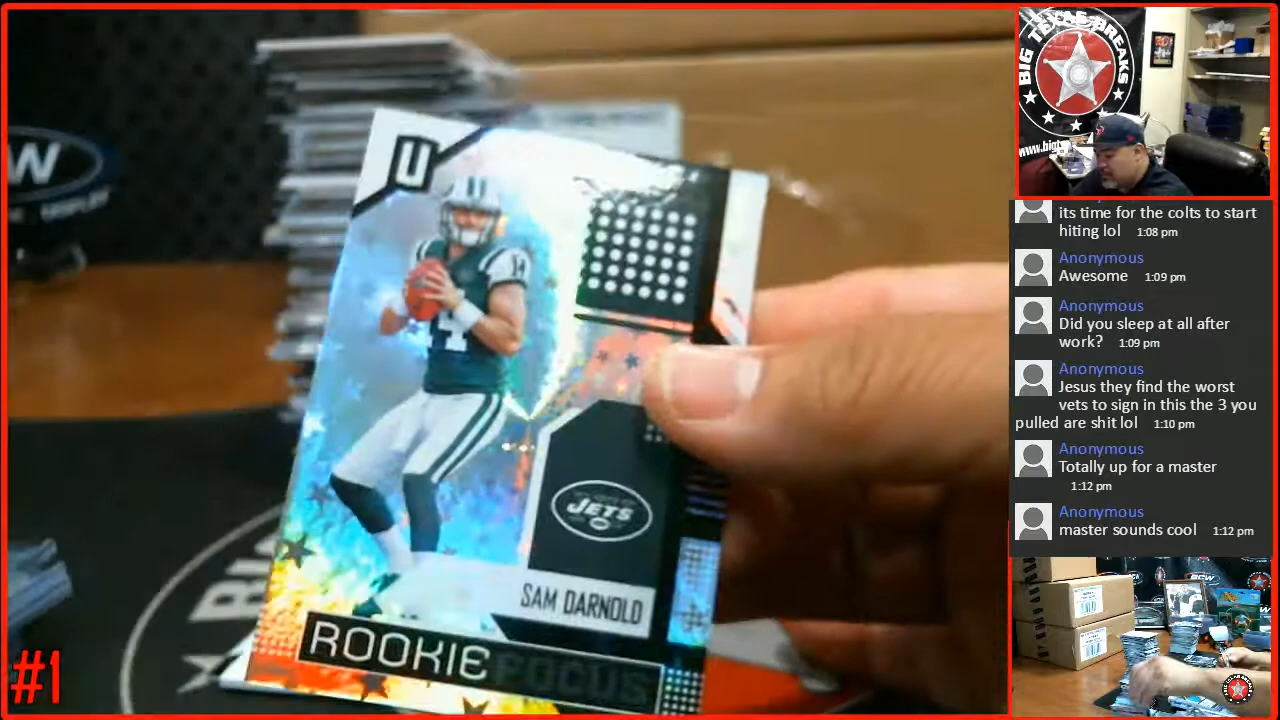 U
14
14
JETS
SAM DARNOLD
ROOKIE FOCUS
#1
BIG TEXAS BREAKS
its time for the colts to start
hiting lol 1:08 pm
Anonymous
Awesome 1:09 pm
Anonymous
Did you sleep at all after
work? 1:09 pm
Anonymous
Jesus they find the worst
vets to sign in this the 3 you
pulled are shit lol 1:10 pm
Anonymous
Totally up for a master
1:12 pm
Anonymous
master sounds cool 1:12 pm
BCW